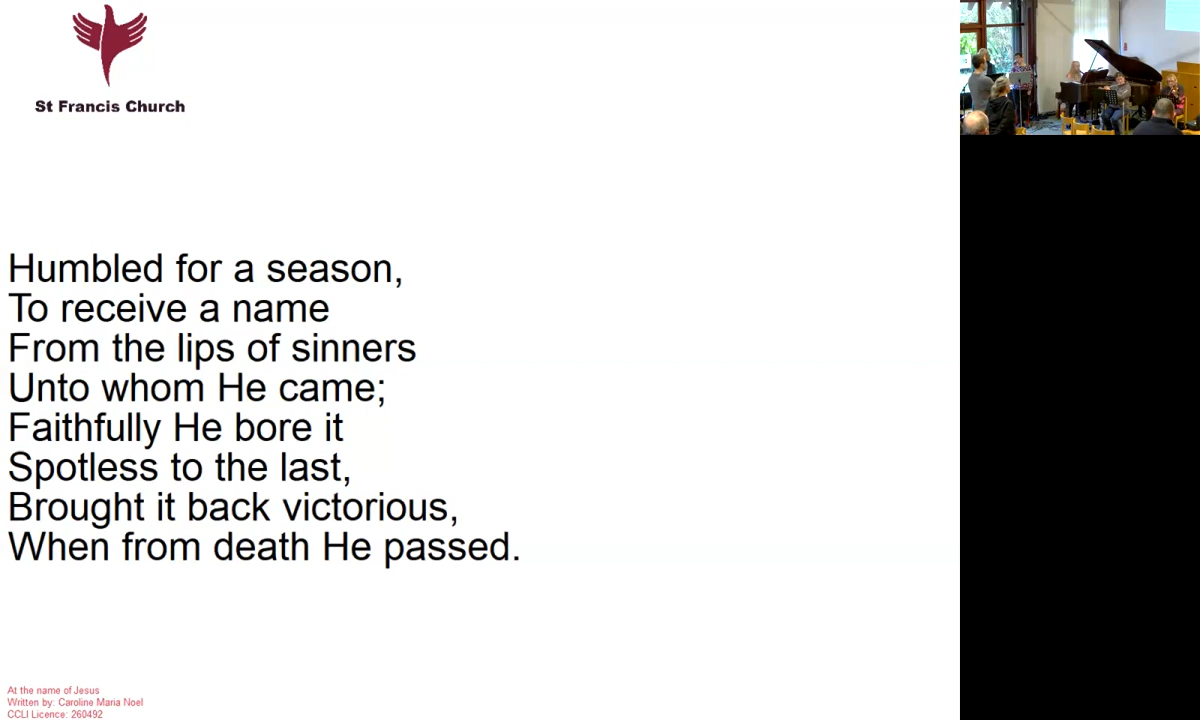 St Francis Church
Humbled for a season,
To receive a name
From the lips of sinners
Unto whom He came;
Faithfully He bore it
Spotless to the last,
Brought it back victorious,
When from death He passed.
At the name of Jesus
Written by: Caroline Maria Noel
CCLI Licence: 260492